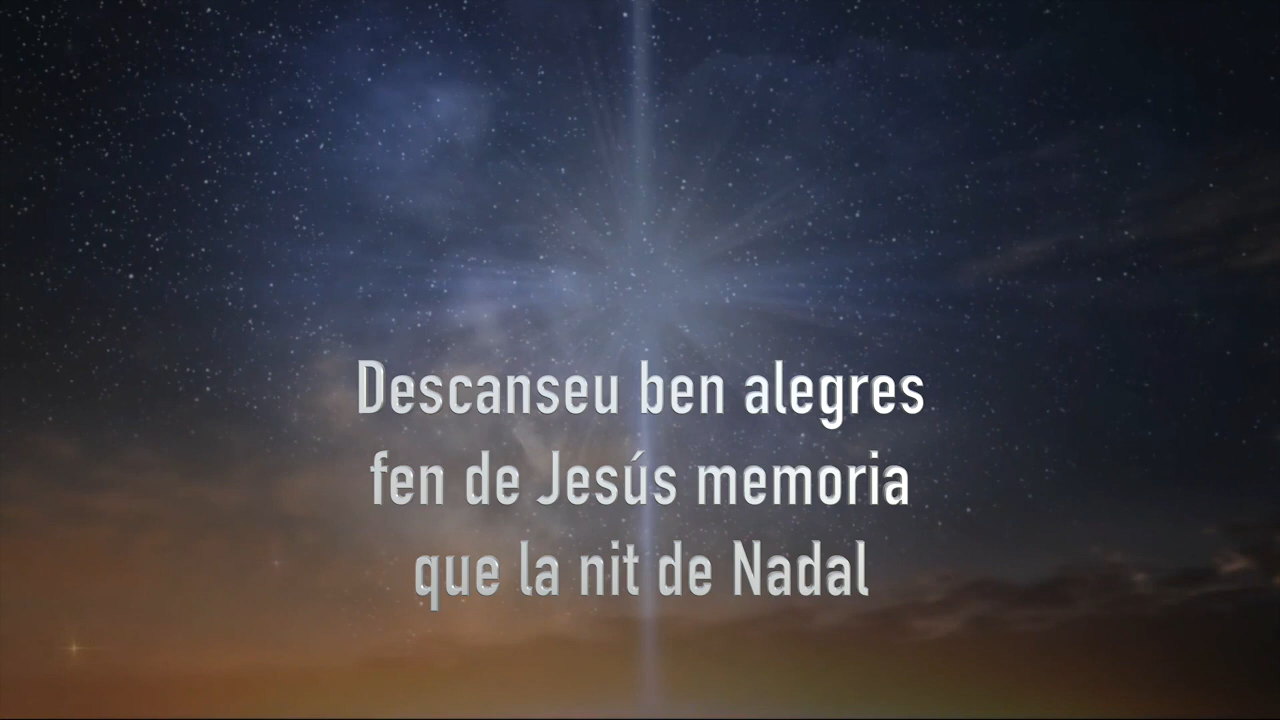 Descanseu ben alegres
fen de Jesús memoria
que la nit de Nadal